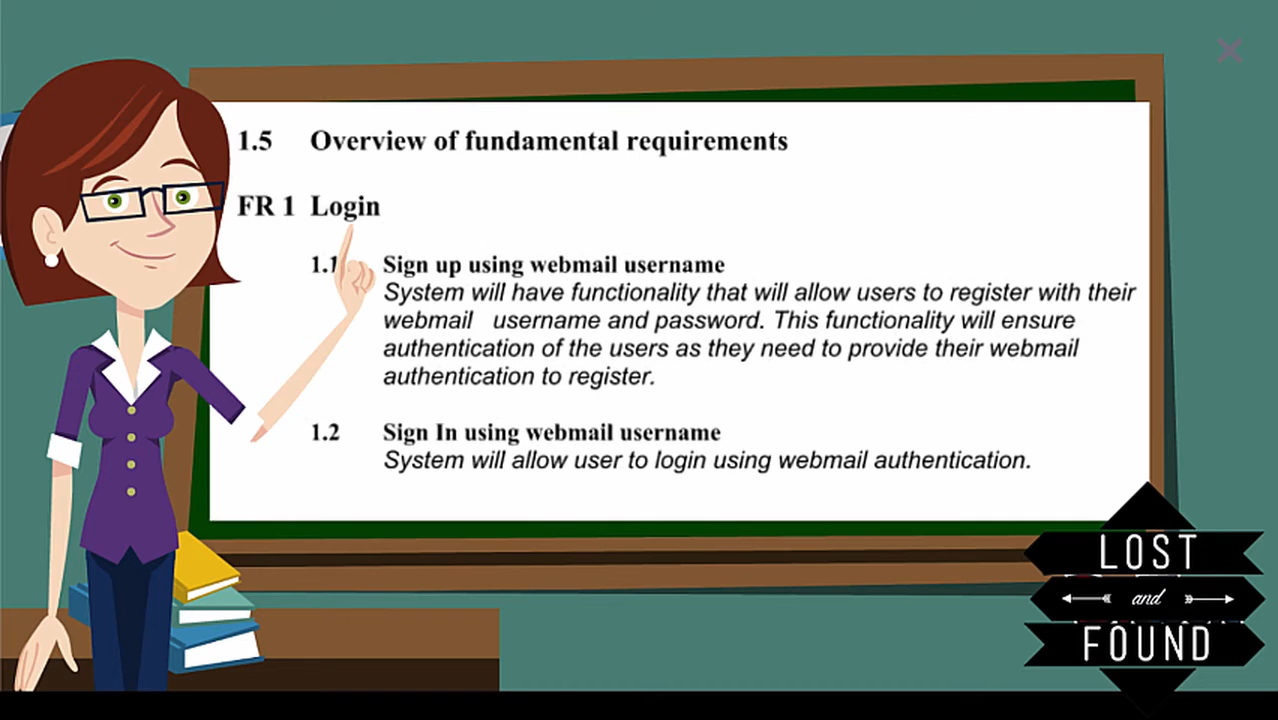 1.5 Overview of fundamental requirements
FR 1 Login
1.1 Sign up using webmail username
System will have functionality that will allow users to register with their
webmail username and password. This functionality will ensure
authentication of the users as they need to provide their webmail
authentication to register.
1.2 Sign In using webmail username
System will allow user to login using webmail authentication.
LOST
and
FOUND